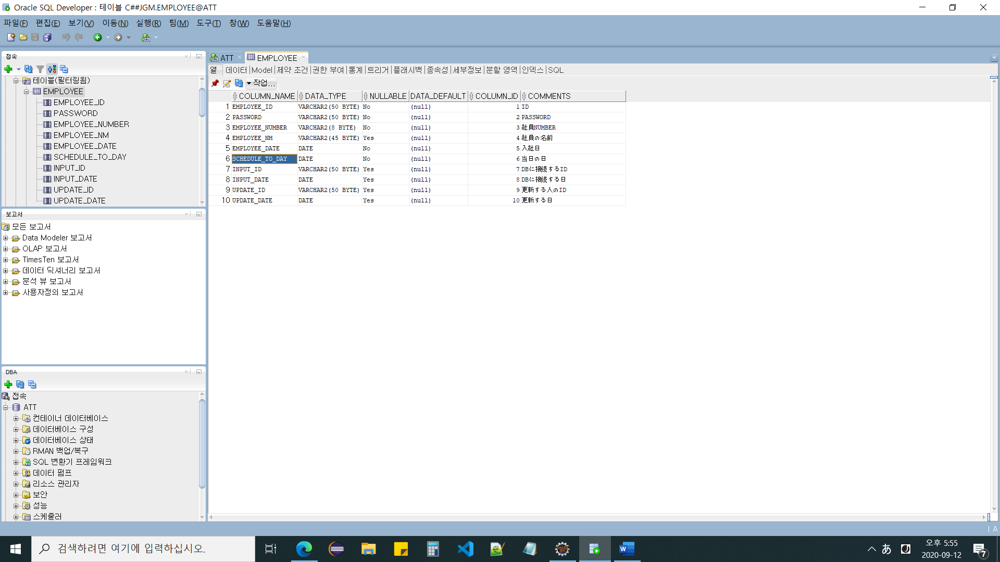 Oracle SQL Developer : 테이블 C##JGM.EMPLOYEE@ATT
파일(F) 편집(E) 보기(V) 이동(N) 실행(R) 팀(M) 도구(T) 창(W) 도움말(H)
접속
테이블(필터링됨)
EMPLOYEE
EMPLOYEE_ID
PASSWORD
EMPLOYEE_NUMBER
EMPLOYEE_NM
EMPLOYEE_DATE
SCHEDULE_TO_DAY
INPUT_ID
INPUT_DATE
UPDATE_ID
UPDATE_DATE
보고서
모든 보고서
Data Modeler 보고서
OLAP 보고서
TimesTen 보고서
데이터 딕셔너리 보고서
분석 뷰 보고서
사용자정의 보고서
DBA
접속
ATT
컨테이너 데이터베이스
데이터베이스 구성
데이터베이스 상태
RMAN 백업/복구
SQL 변환기 프레임워크
데이터 펌프
리소스 관리자
보안
성능
스케줄러
ATT EMPLOYEE
열 데이터 Model 제약 조건 권한 부여 통계 트리거 플래시백 종속성 세부정보 분할 영역 인덱스 SQL
작업...
COLUMN_NAME DATA_TYPE NULLABLE DATA_DEFAULT COLUMN_ID COMMENTS
1 EMPLOYEE_ID VARCHAR2(50 BYTE) No (null) 1 ID
2 PASSWORD VARCHAR2(50 BYTE) No (null) 2 PASSWORD
3 EMPLOYEE_NUMBER VARCHAR2(8 BYTE) No (null) 3 社員NUMBER
4 EMPLOYEE_NM VARCHAR2(45 BYTE) Yes (null) 4 社員の名前
5 EMPLOYEE_DATE DATE No (null) 5 入社日
6 SCHEDULE_TO_DAY DATE No (null) 6 当日の日
7 INPUT_ID VARCHAR2(50 BYTE) Yes (null) 7 DBに接続するID
8 INPUT_DATE DATE Yes (null) 8 DBに接続する日
9 UPDATE_ID VARCHAR2(50 BYTE) Yes (null) 9 更新する人のID
10 UPDATE_DATE DATE Yes (null) 10 更新する日
A
검색하려면 여기에 입력하십시오.
あ
J
오후 5:55
2020-09-12
7